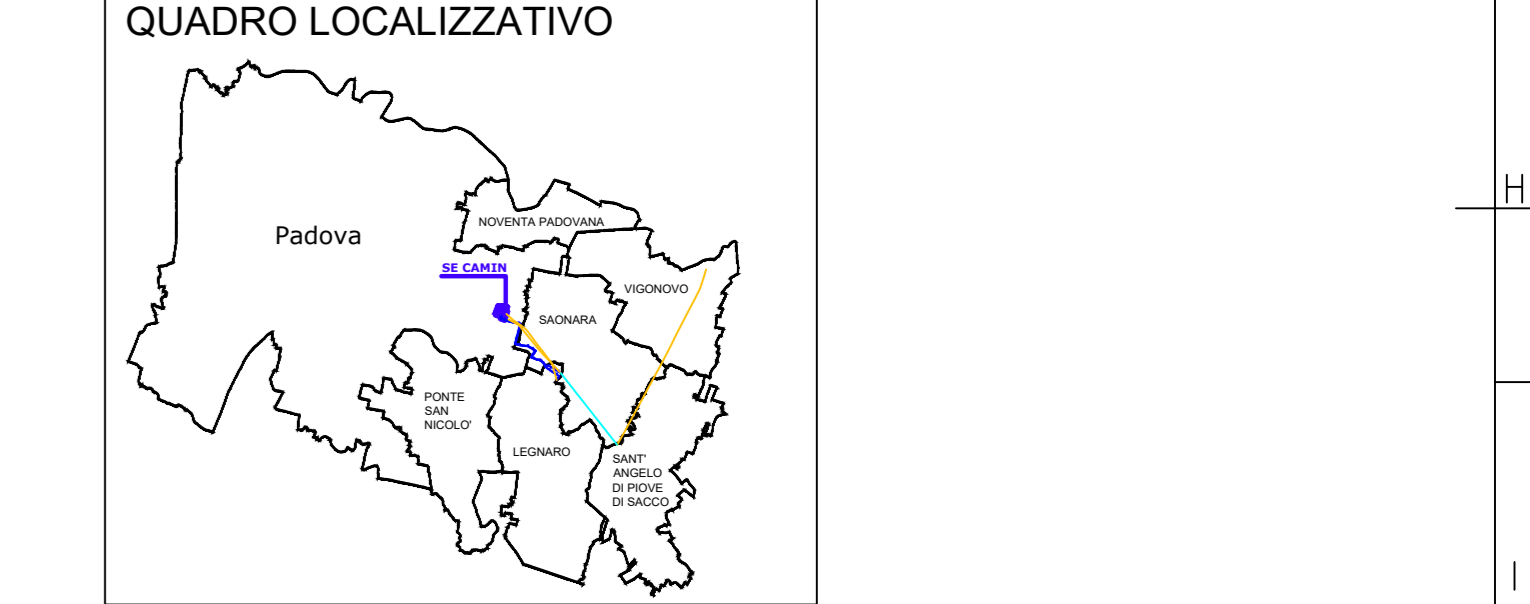 QUADRO LOCALIZZATIVO
NOVENTA PADOVANA
Padova
SE CAMIN
VIGONOVO
SAONARA
PONTE
SAN
NICOLO'
LEGNARO
SANT'
ANGELO
DI PIOVE
DI SACCO
H
I